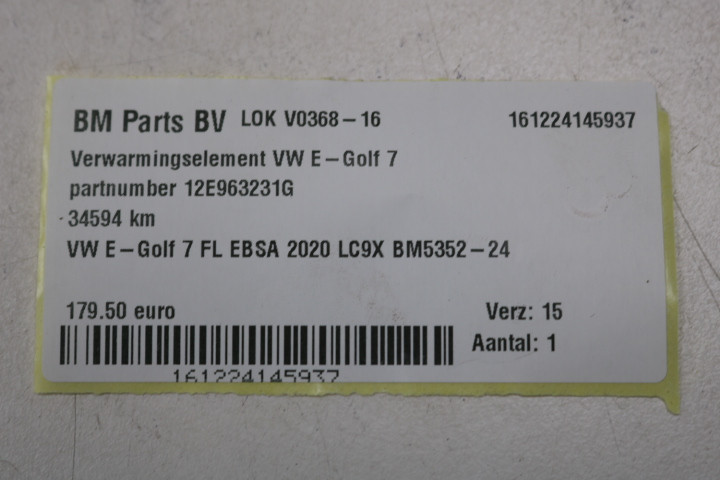 BM Parts BV LOK V0368-16 161224145937
Verwarmingselement VW E-Golf 7
partnumber 12E963231G
34594 km
VW E-Golf 7 FL EBSA 2020 LC9X BM5352-24
179.50 euro Verz: 15
Aantal: 1
161224145937